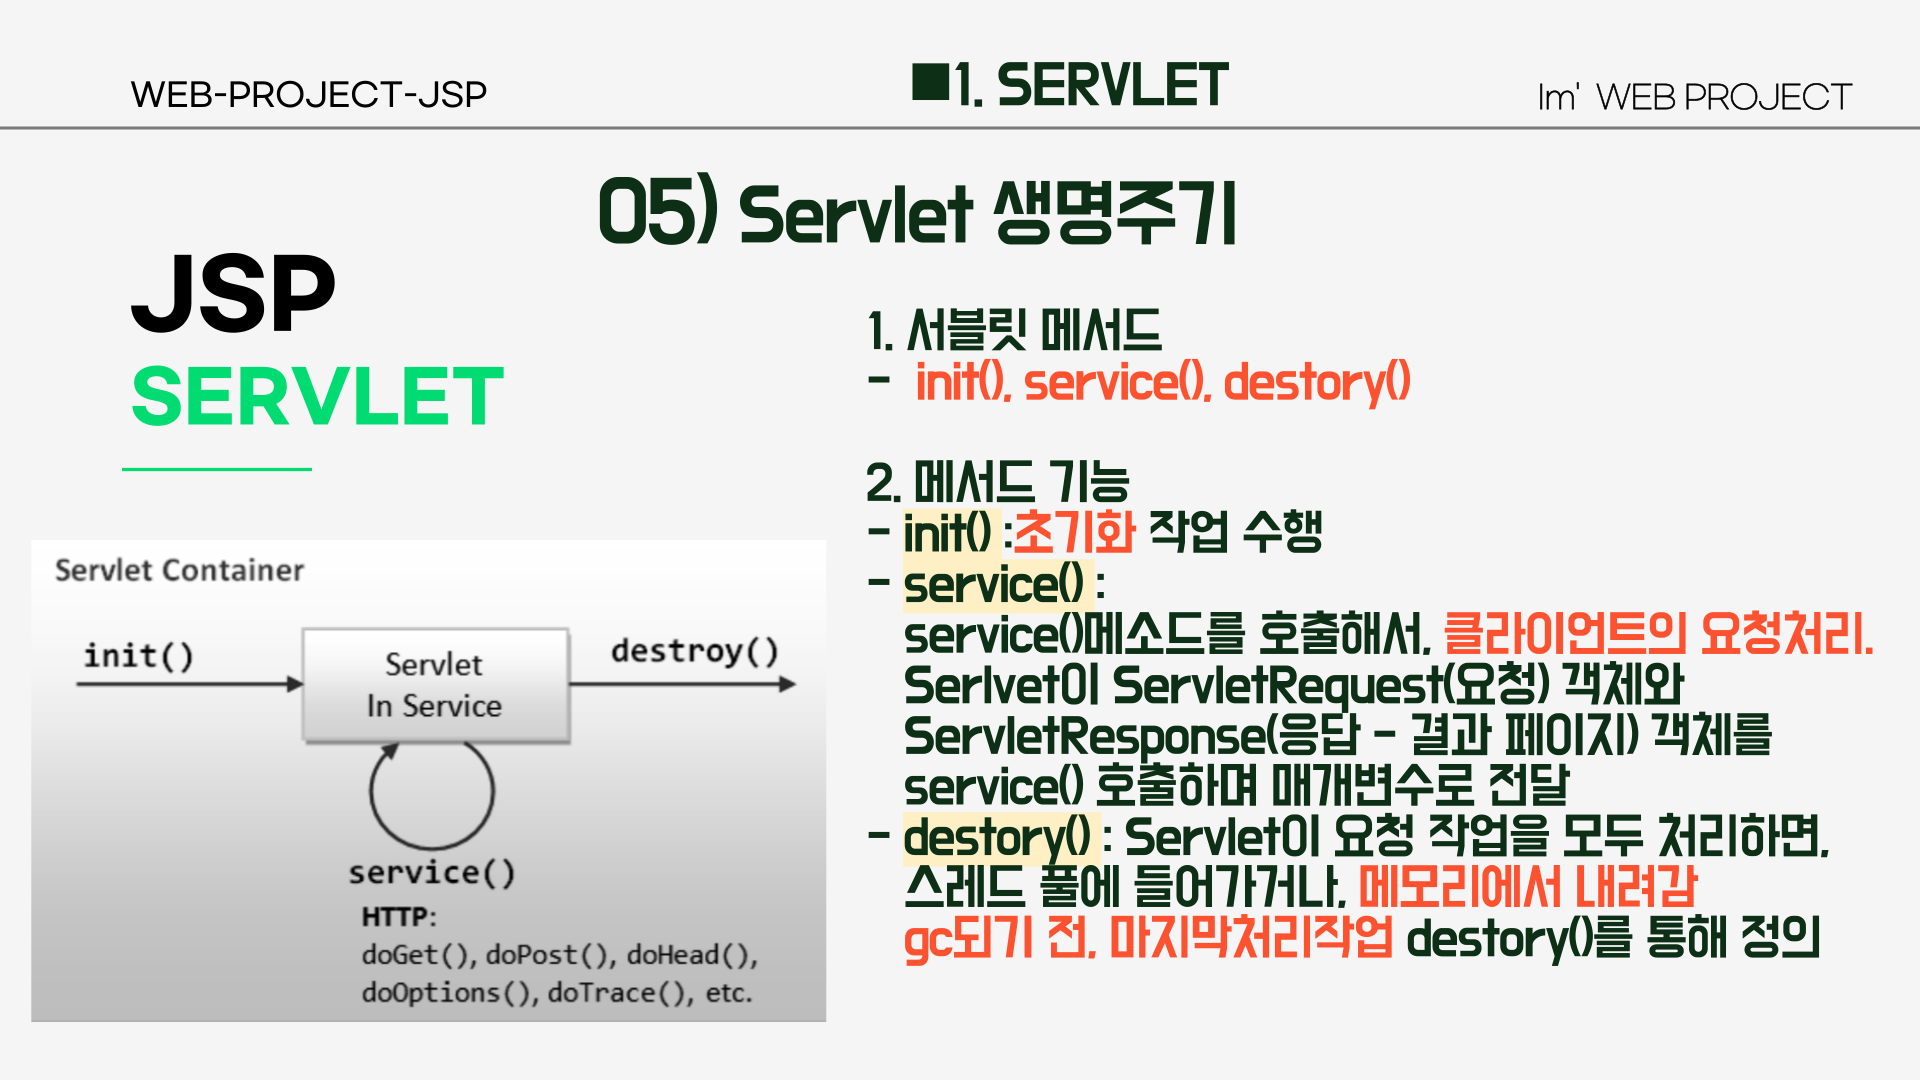 WEB-PROJECT-JSP
■1. SERVLET
Im' WEB PROJECT
05) Servlet 생명주기
JSP
SERVLET
Servlet Container
init()
Servlet
In Service
destroy()
service()
HTTP:
doGet(), doPost(), doHead(),
doOptions(), doTrace(), etc.
1. 서블릿 메서드
- init(), service(), destory()
2. 메서드 기능
- init() :초기화 작업 수행
- service() :
service()메소드를 호출해서, 클라이언트의 요청처리.
Serlvet이 ServletRequest(요청) 객체와
ServletResponse(응답 - 결과 페이지) 객체를
service() 호출하며 매개변수로 전달
- destory() : Servlet이 요청 작업을 모두 처리하면,
스레드 풀에 들어가거나, 메모리에서 내려감
gc되기 전, 마지막처리작업 destory()를 통해 정의